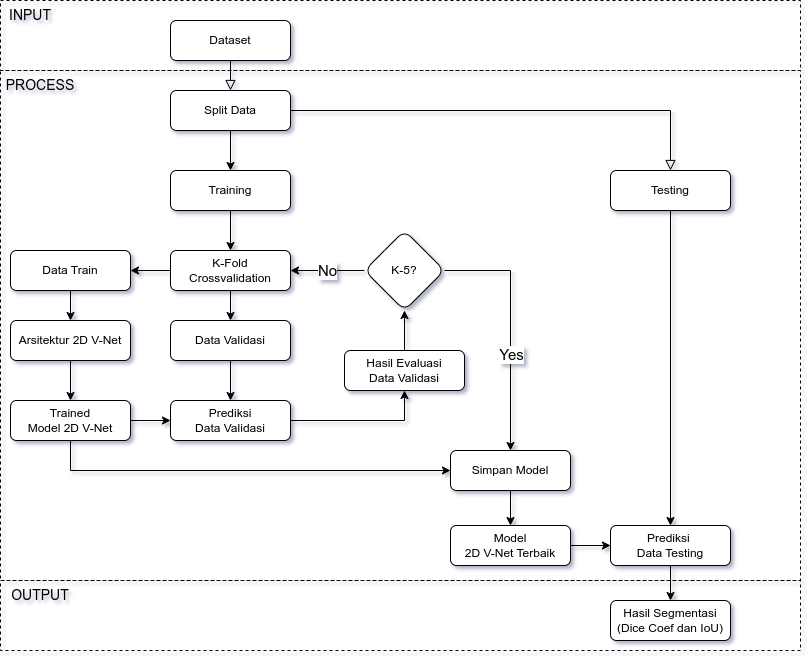 INPUT
Dataset
PROCESS
Split Data
Training
Testing
Data Train
K-Fold
Crossvalidation
No
K-5?
Arsitektur 2D V-Net
Data Validasi
Hasil Evaluasi
Data Validasi
Yes
Trained
Model 2D V-Net
Prediksi
Data Validasi
Simpan Model
Model
2D V-Net Terbaik
Prediksi
Data Testing
OUTPUT
Hasil Segmentasi
(Dice Coef dan IoU)